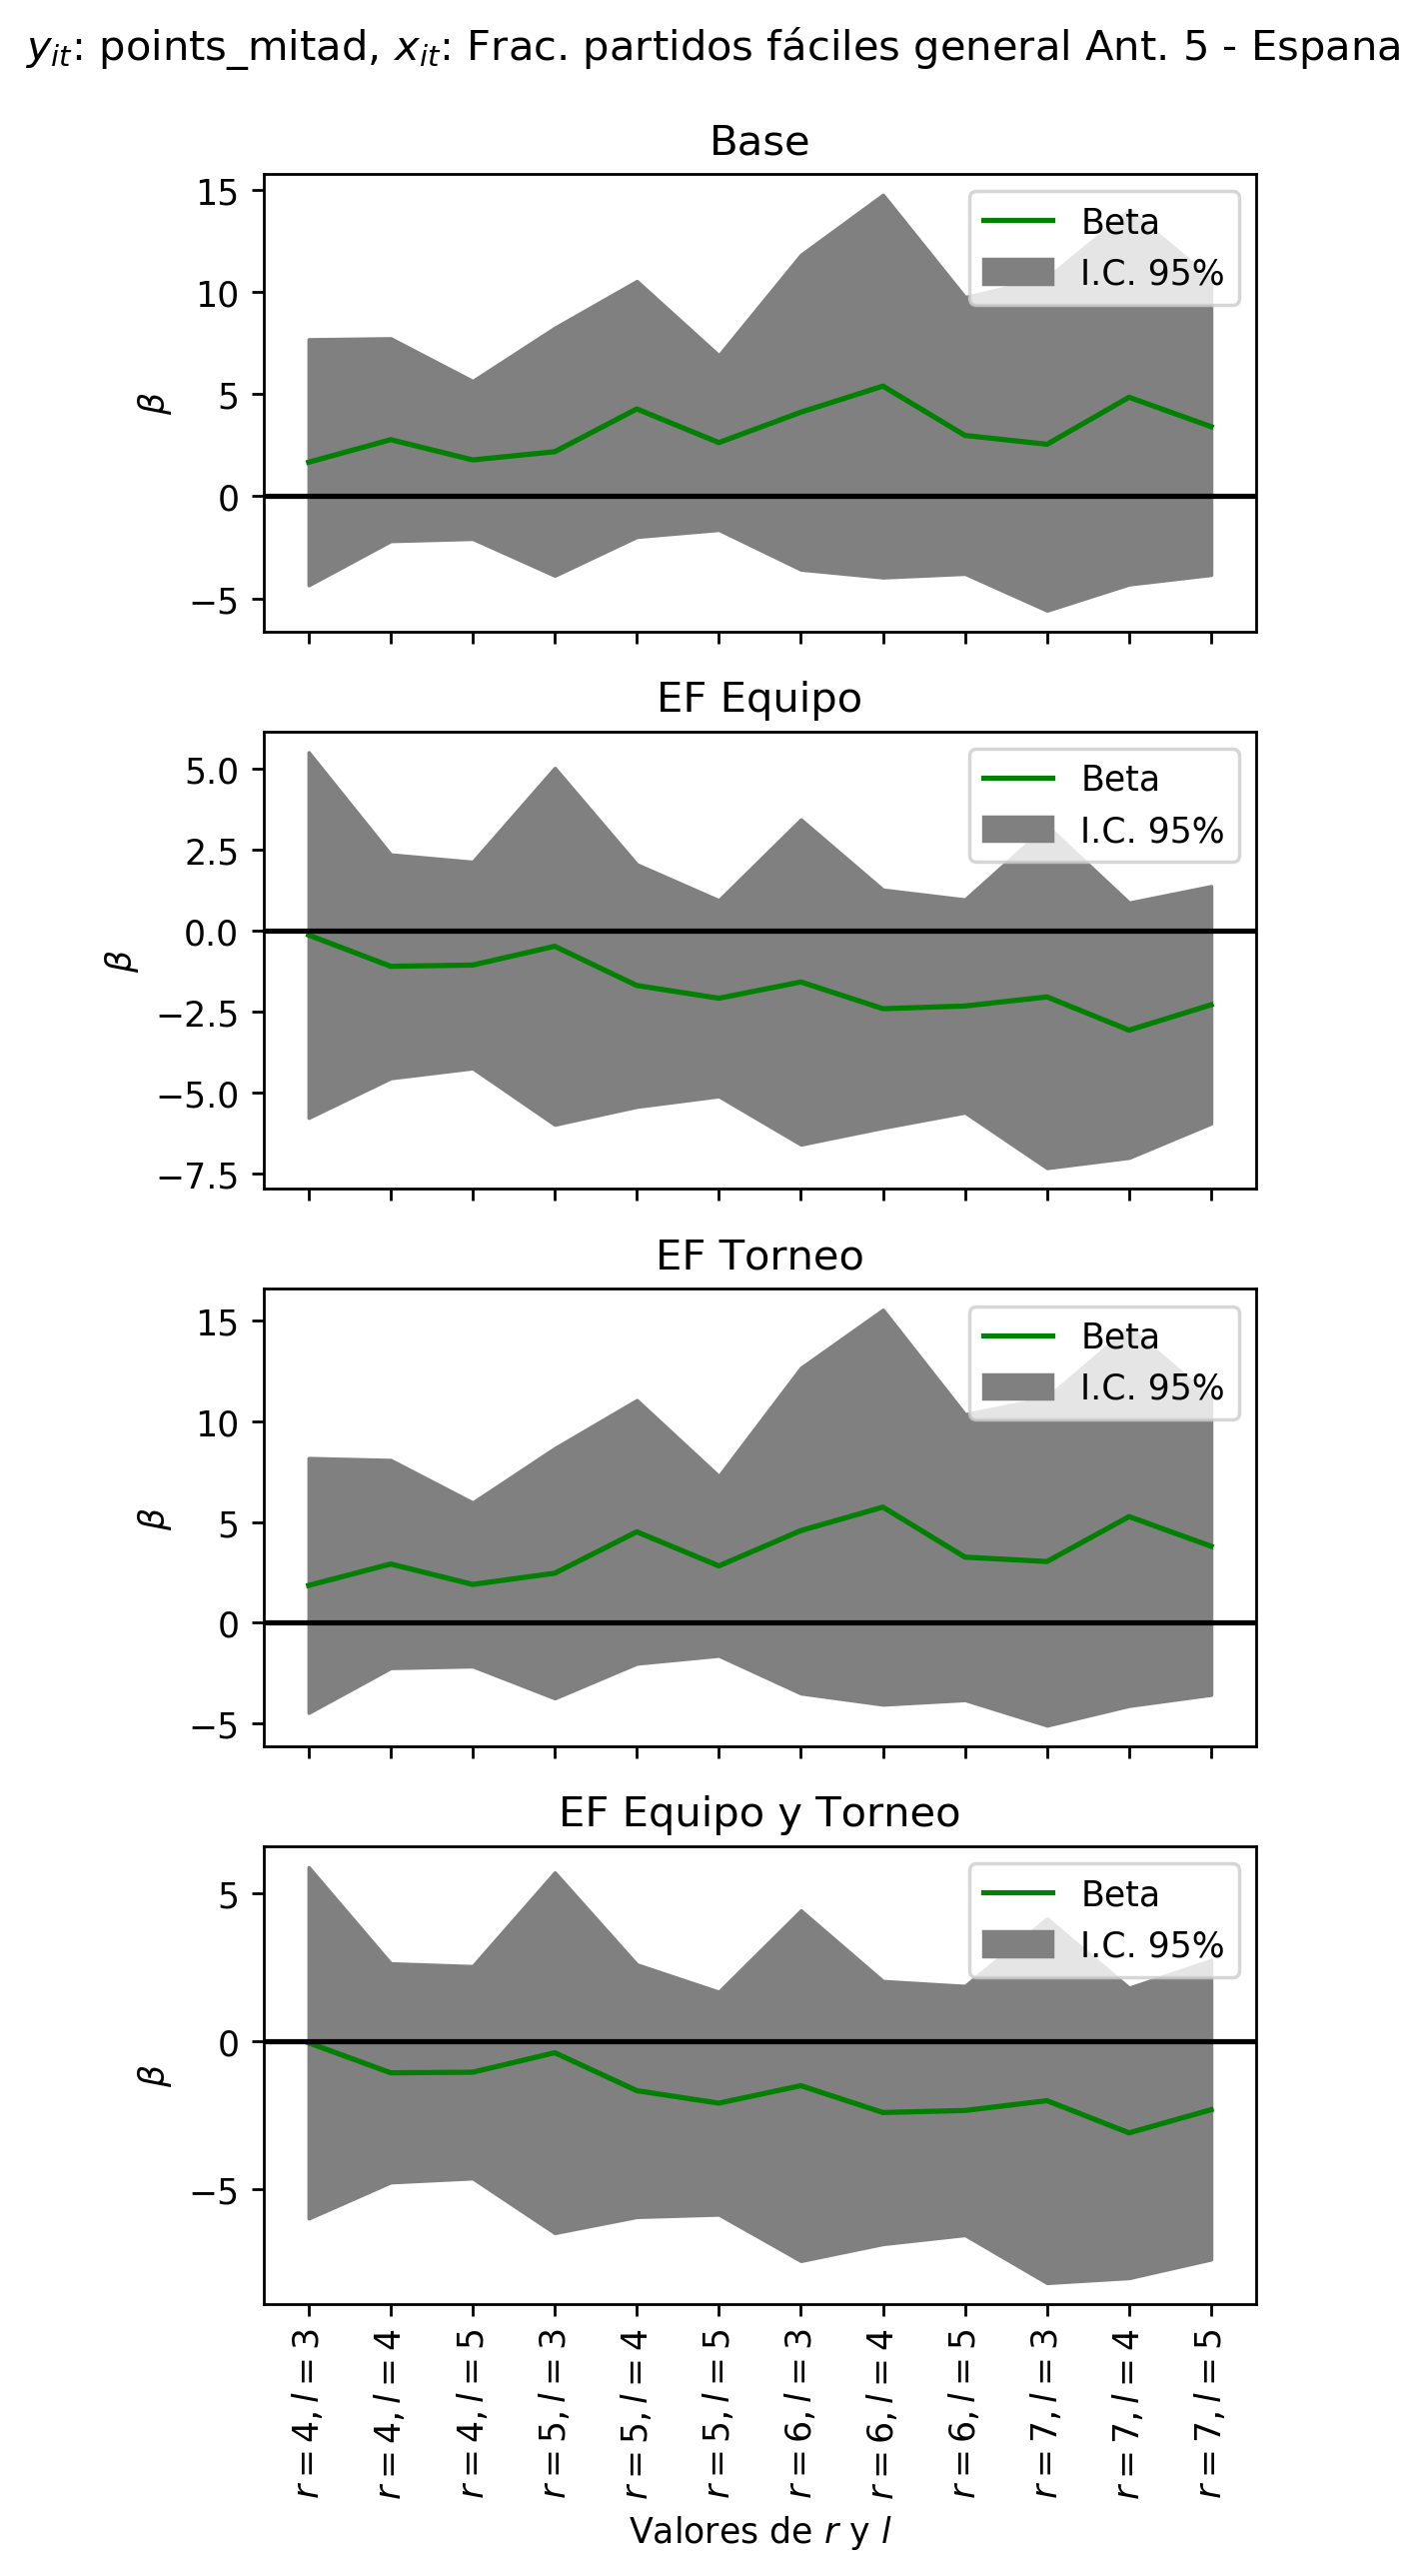 y_it: points_mitad, x_it: Frac. partidos fáciles general Ant. 5 - Espana
Base
15
10
5
0
−5
β
Beta
I.C. 95%
EF Equipo
5.0
2.5
0.0
−2.5
−5.0
−7.5
β
Beta
I.C. 95%
EF Torneo
15
10
5
0
−5
β
Beta
I.C. 95%
EF Equipo y Torneo
5
0
−5
β
Beta
I.C. 95%
r = 4, l = 3
r = 4, l = 4
r = 4, l = 5
r = 5, l = 3
r = 5, l = 4
r = 5, l = 5
r = 6, l = 3
r = 6, l = 4
r = 6, l = 5
r = 7, l = 3
r = 7, l = 4
r = 7, l = 5
Valores de r y l